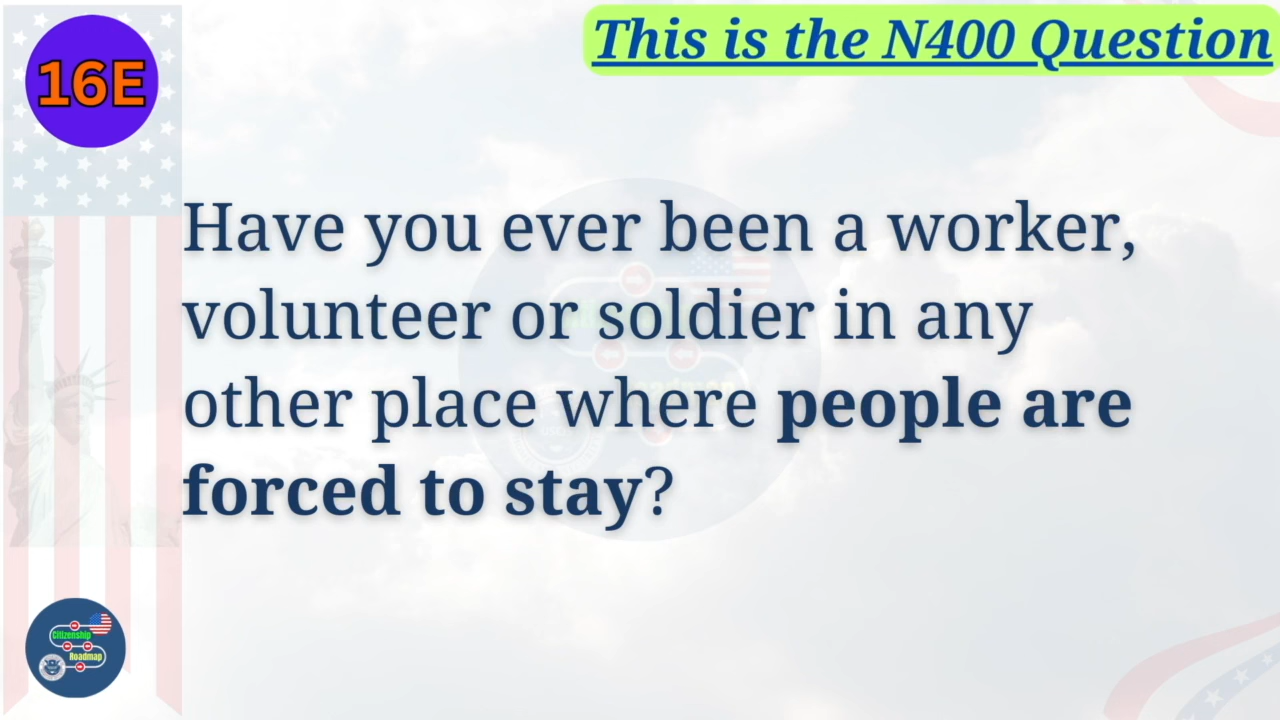 16E
This is the N400 Question
Have you ever been a worker,
volunteer or soldier in any
other place where people are
forced to stay?
Citizenship
Roadmap